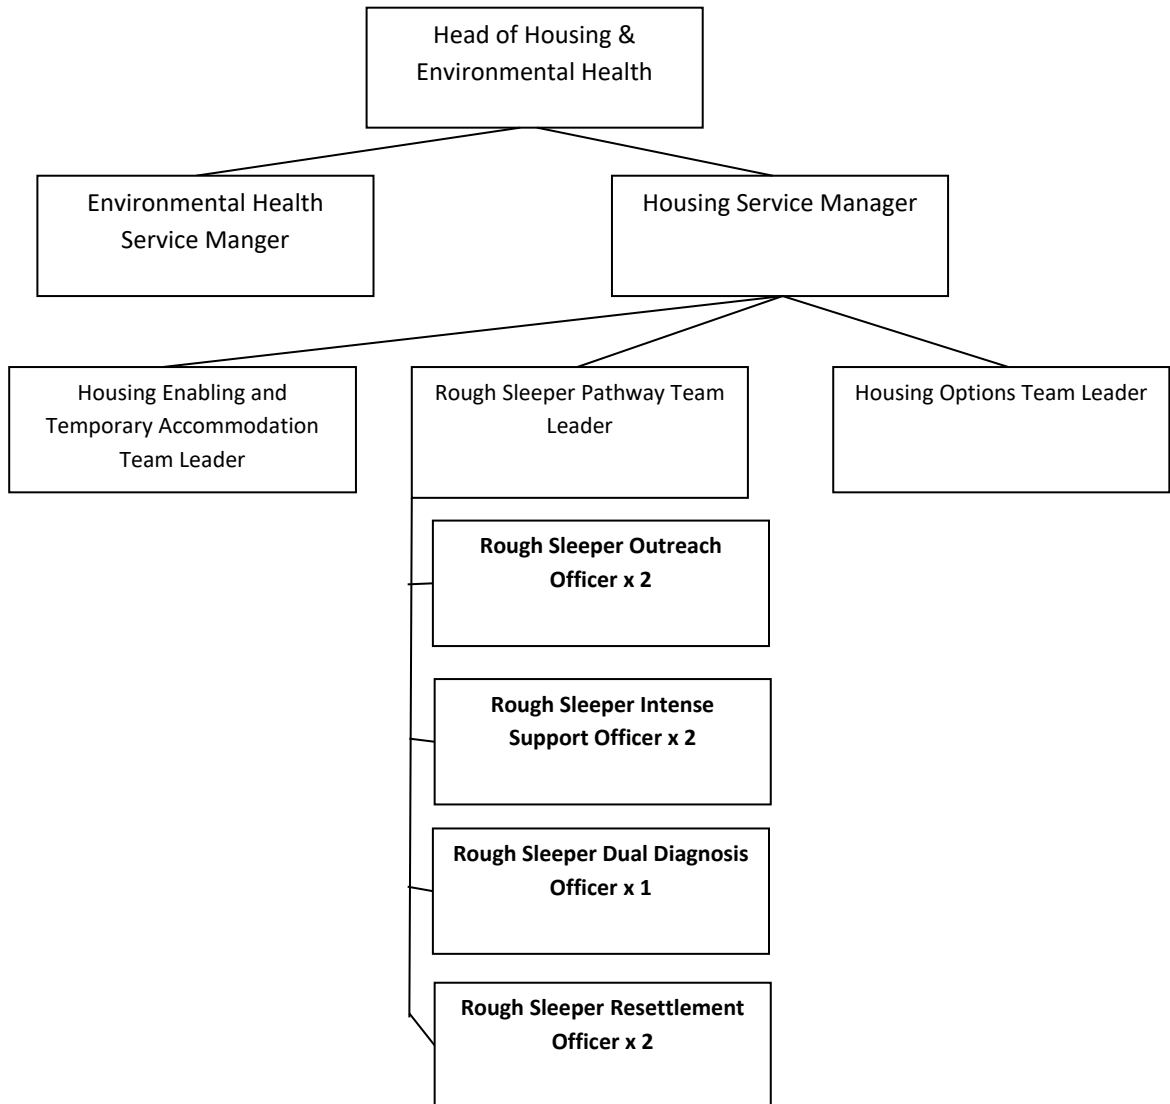 Head of Housing &
Environmental Health
Environmental Health
Service Manger
Housing Service Manager
Housing Enabling and
Temporary Accommodation
Team Leader
Rough Sleeper Pathway Team
Leader
Housing Options Team Leader
Rough Sleeper Outreach
Officer x 2
Rough Sleeper Intense
Support Officer x 2
Rough Sleeper Dual Diagnosis
Officer x 1
Rough Sleeper Resettlement
Officer x 2